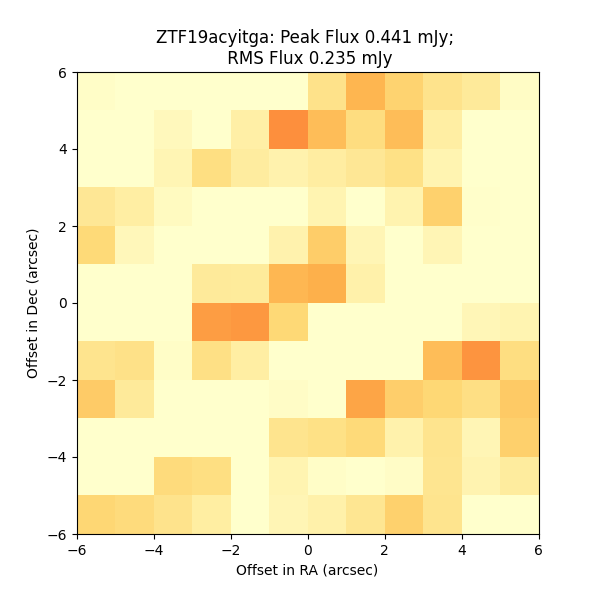 ZTF19acyitga: Peak Flux 0.441 mJy;
RMS Flux 0.235 mJy
6
4
2
0
−2
−4
−6
Offset in Dec (arcsec)
−6 −4 −2 0 2 4 6
Offset in RA (arcsec)